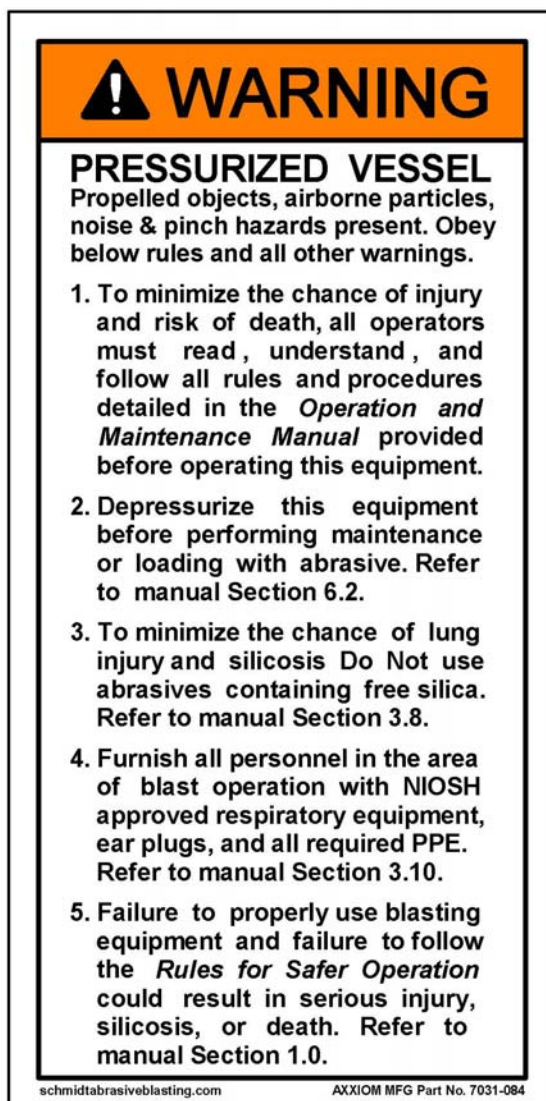 WARNING
PRESSURIZED VESSEL
Propelled objects, airborne particles,
noise & pinch hazards present. Obey
below rules and all other warnings.
1. To minimize the chance of injury
and risk of death, all operators
must read, understand, and
follow all rules and procedures
detailed in the Operation and
Maintenance Manual provided
before operating this equipment.
2. Depressurize this equipment
before performing maintenance
or loading with abrasive. Refer
to manual Section 6.2.
3. To minimize the chance of lung
injury and silicosis Do Not use
abrasives containing free silica.
Refer to manual Section 3.8.
4. Furnish all personnel in the area
of blast operation with NIOSH
approved respiratory equipment,
ear plugs, and all required PPE.
Refer to manual Section 3.10.
5. Failure to properly use blasting
equipment and failure to follow
the Rules for Safer Operation
could result in serious injury,
silicosis, or death. Refer to
manual Section 1.0.
schmidtabrasiveblasting.com AXXIOM MFG Part No. 7031-084